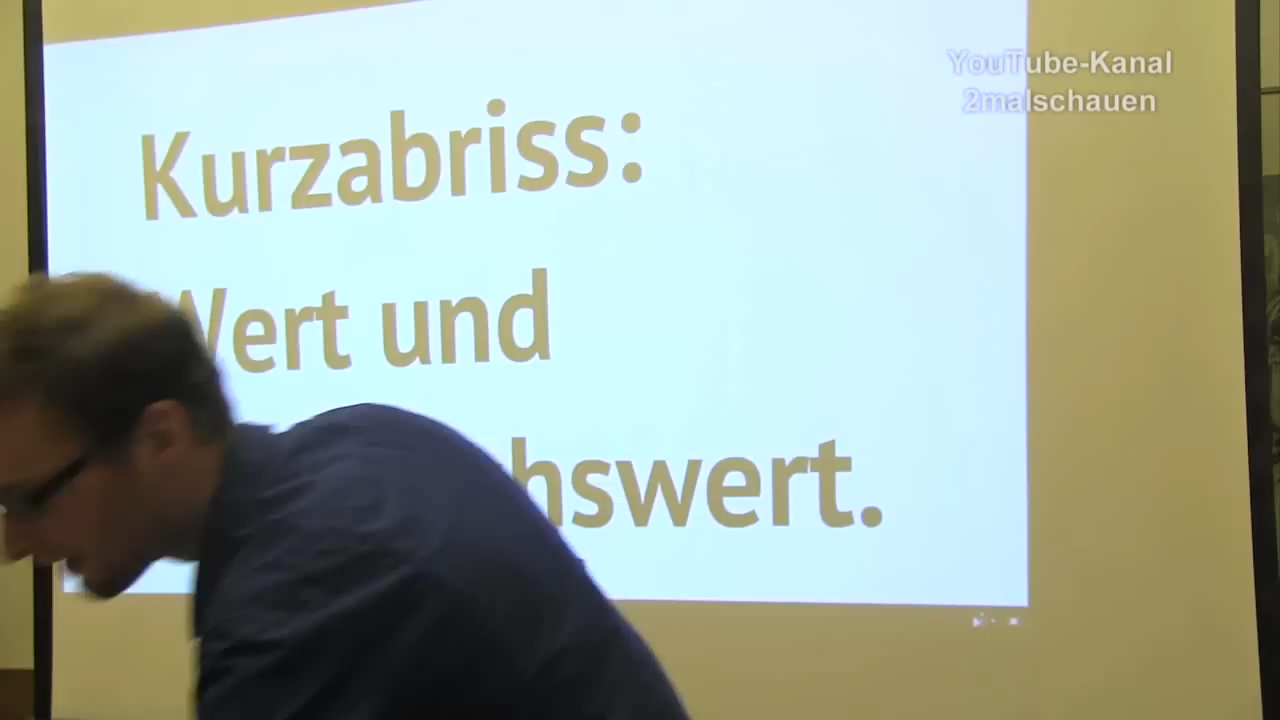 YouTube-Kanal
2malschauen
Kurzabriss:
Wert und
hswert.